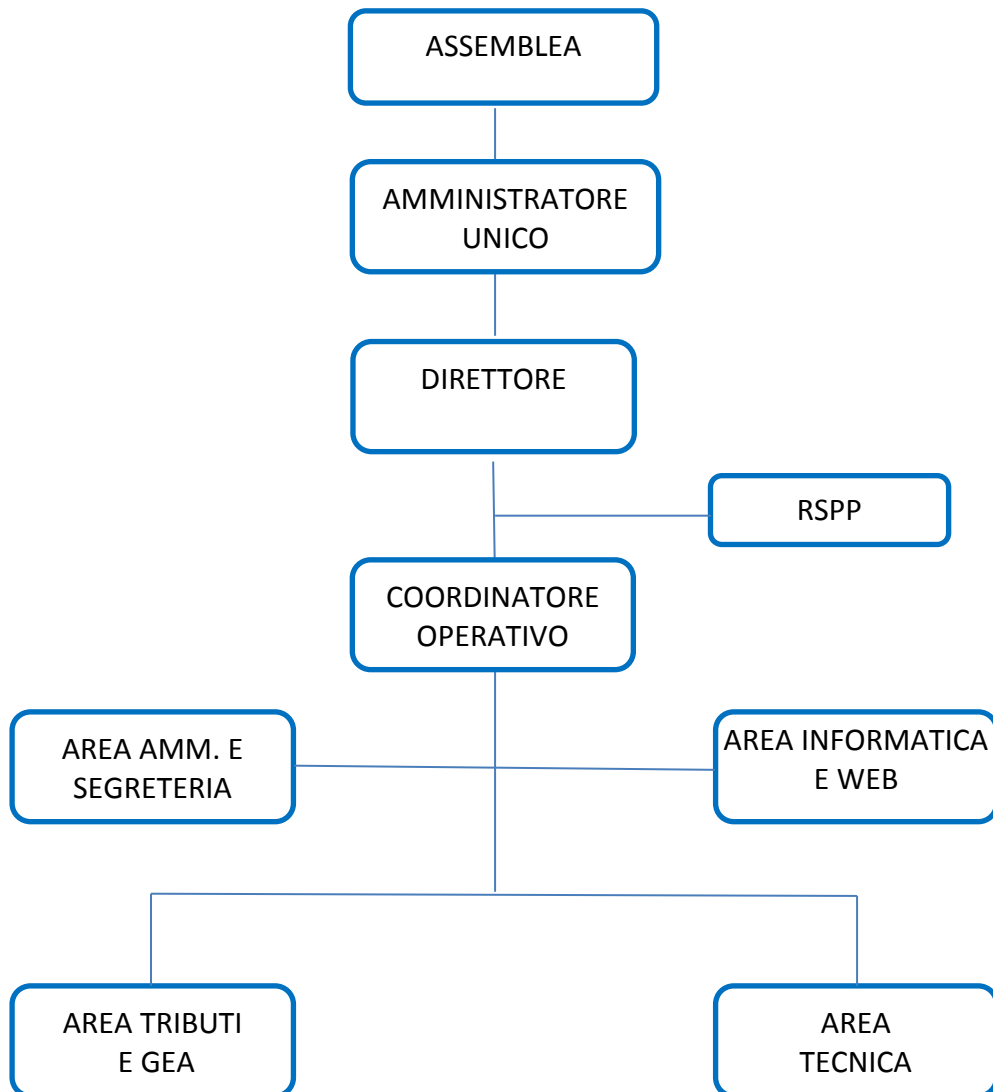 ASSEMBLEA
AMMINISTRATORE
UNICO
DIRETTORE
RSPP
COORDINATORE
OPERATIVO
AREA AMM. E
SEGRETERIA
AREA INFORMATICA
E WEB
AREA TRIBUTI
E GEA
AREA
TECNICA